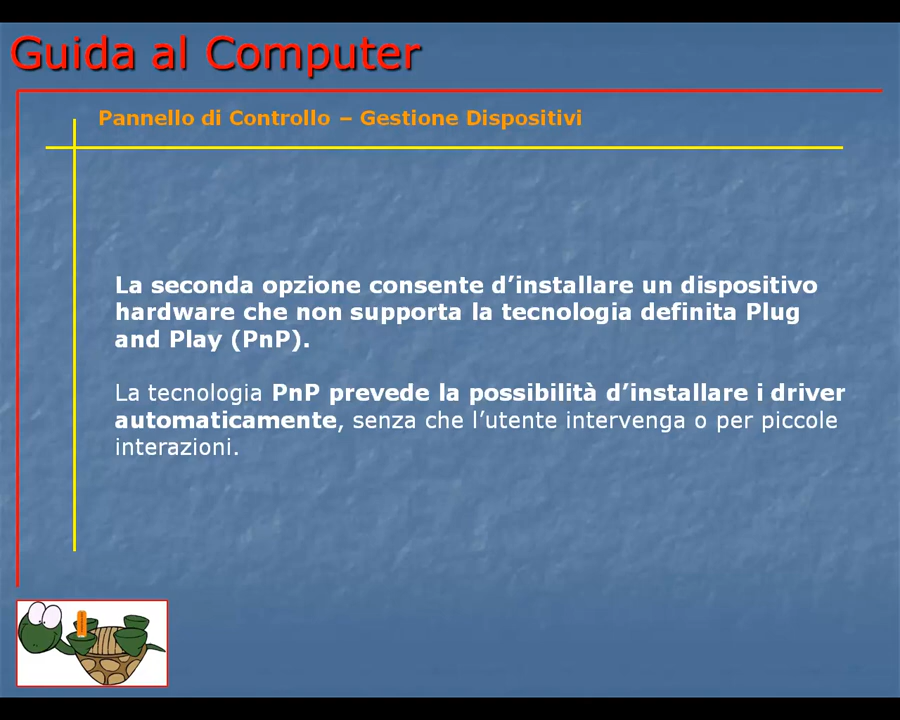 Guida al Computer
Pannello di Controllo – Gestione Dispositivi
La seconda opzione consente d’installare un dispositivo
hardware che non supporta la tecnologia definita Plug
and Play (PnP).
La tecnologia PnP prevede la possibilità d’installare i driver
automaticamente, senza che l’utente intervenga o per piccole
interazioni.